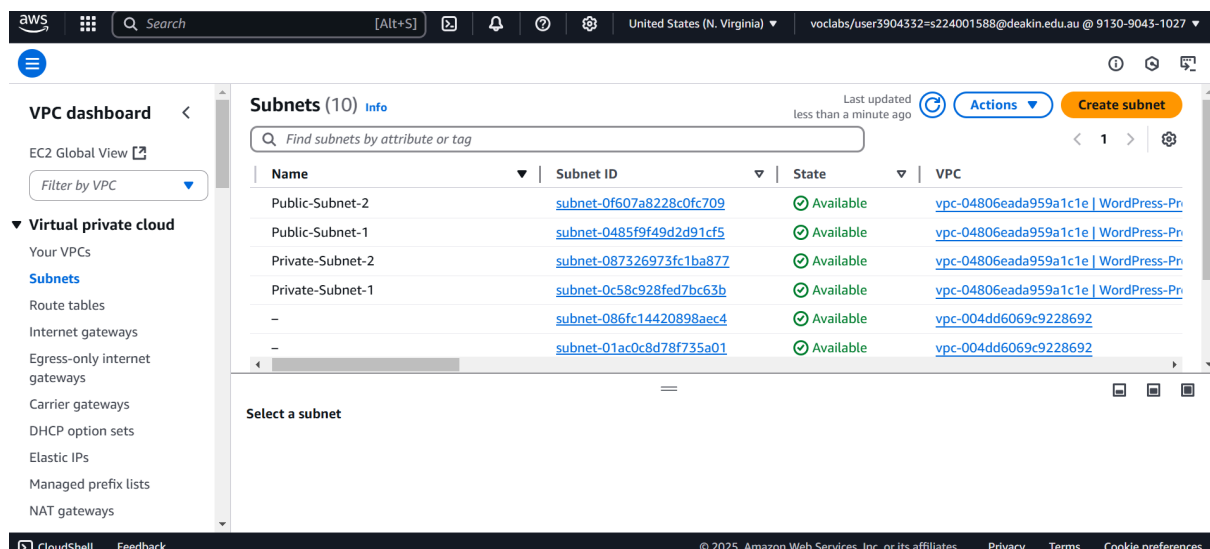 aws
Search [Alt+S] United States (N. Virginia) ▼ voclabs/user3904332=s224001588@deakin.edu.au @ 9130-9043-1027 ▼
VPC dashboard
EC2 Global View
Filter by VPC
Virtual private cloud
Your VPCs
Subnets
Route tables
Internet gateways
Egress-only internet
gateways
Carrier gateways
DHCP option sets
Elastic IPs
Managed prefix lists
NAT gateways
Subnets (10) Info
Last updated
less than a minute ago
Actions ▼
Create subnet
Find subnets by attribute or tag
1
Name Subnet ID State VPC
Public-Subnet-2 subnet-0f607a8228c0fc709 Available vpc-04806eada959a1c1e | WordPress-Pr
Public-Subnet-1 subnet-0485f9f49d2d91cf5 Available vpc-04806eada959a1c1e | WordPress-Pr
Private-Subnet-2 subnet-087326973fc1ba877 Available vpc-04806eada959a1c1e | WordPress-Pr
Private-Subnet-1 subnet-0c58c928fed7bc63b Available vpc-04806eada959a1c1e | WordPress-Pr
– subnet-086fc14420898aec4 Available vpc-004dd6069c9228692
– subnet-01ac0c8d78f735a01 Available vpc-004dd6069c9228692
Select a subnet
CloudShell Feedback © 2025, Amazon Web Services, Inc. or its affiliates. Privacy Terms Cookie preferences